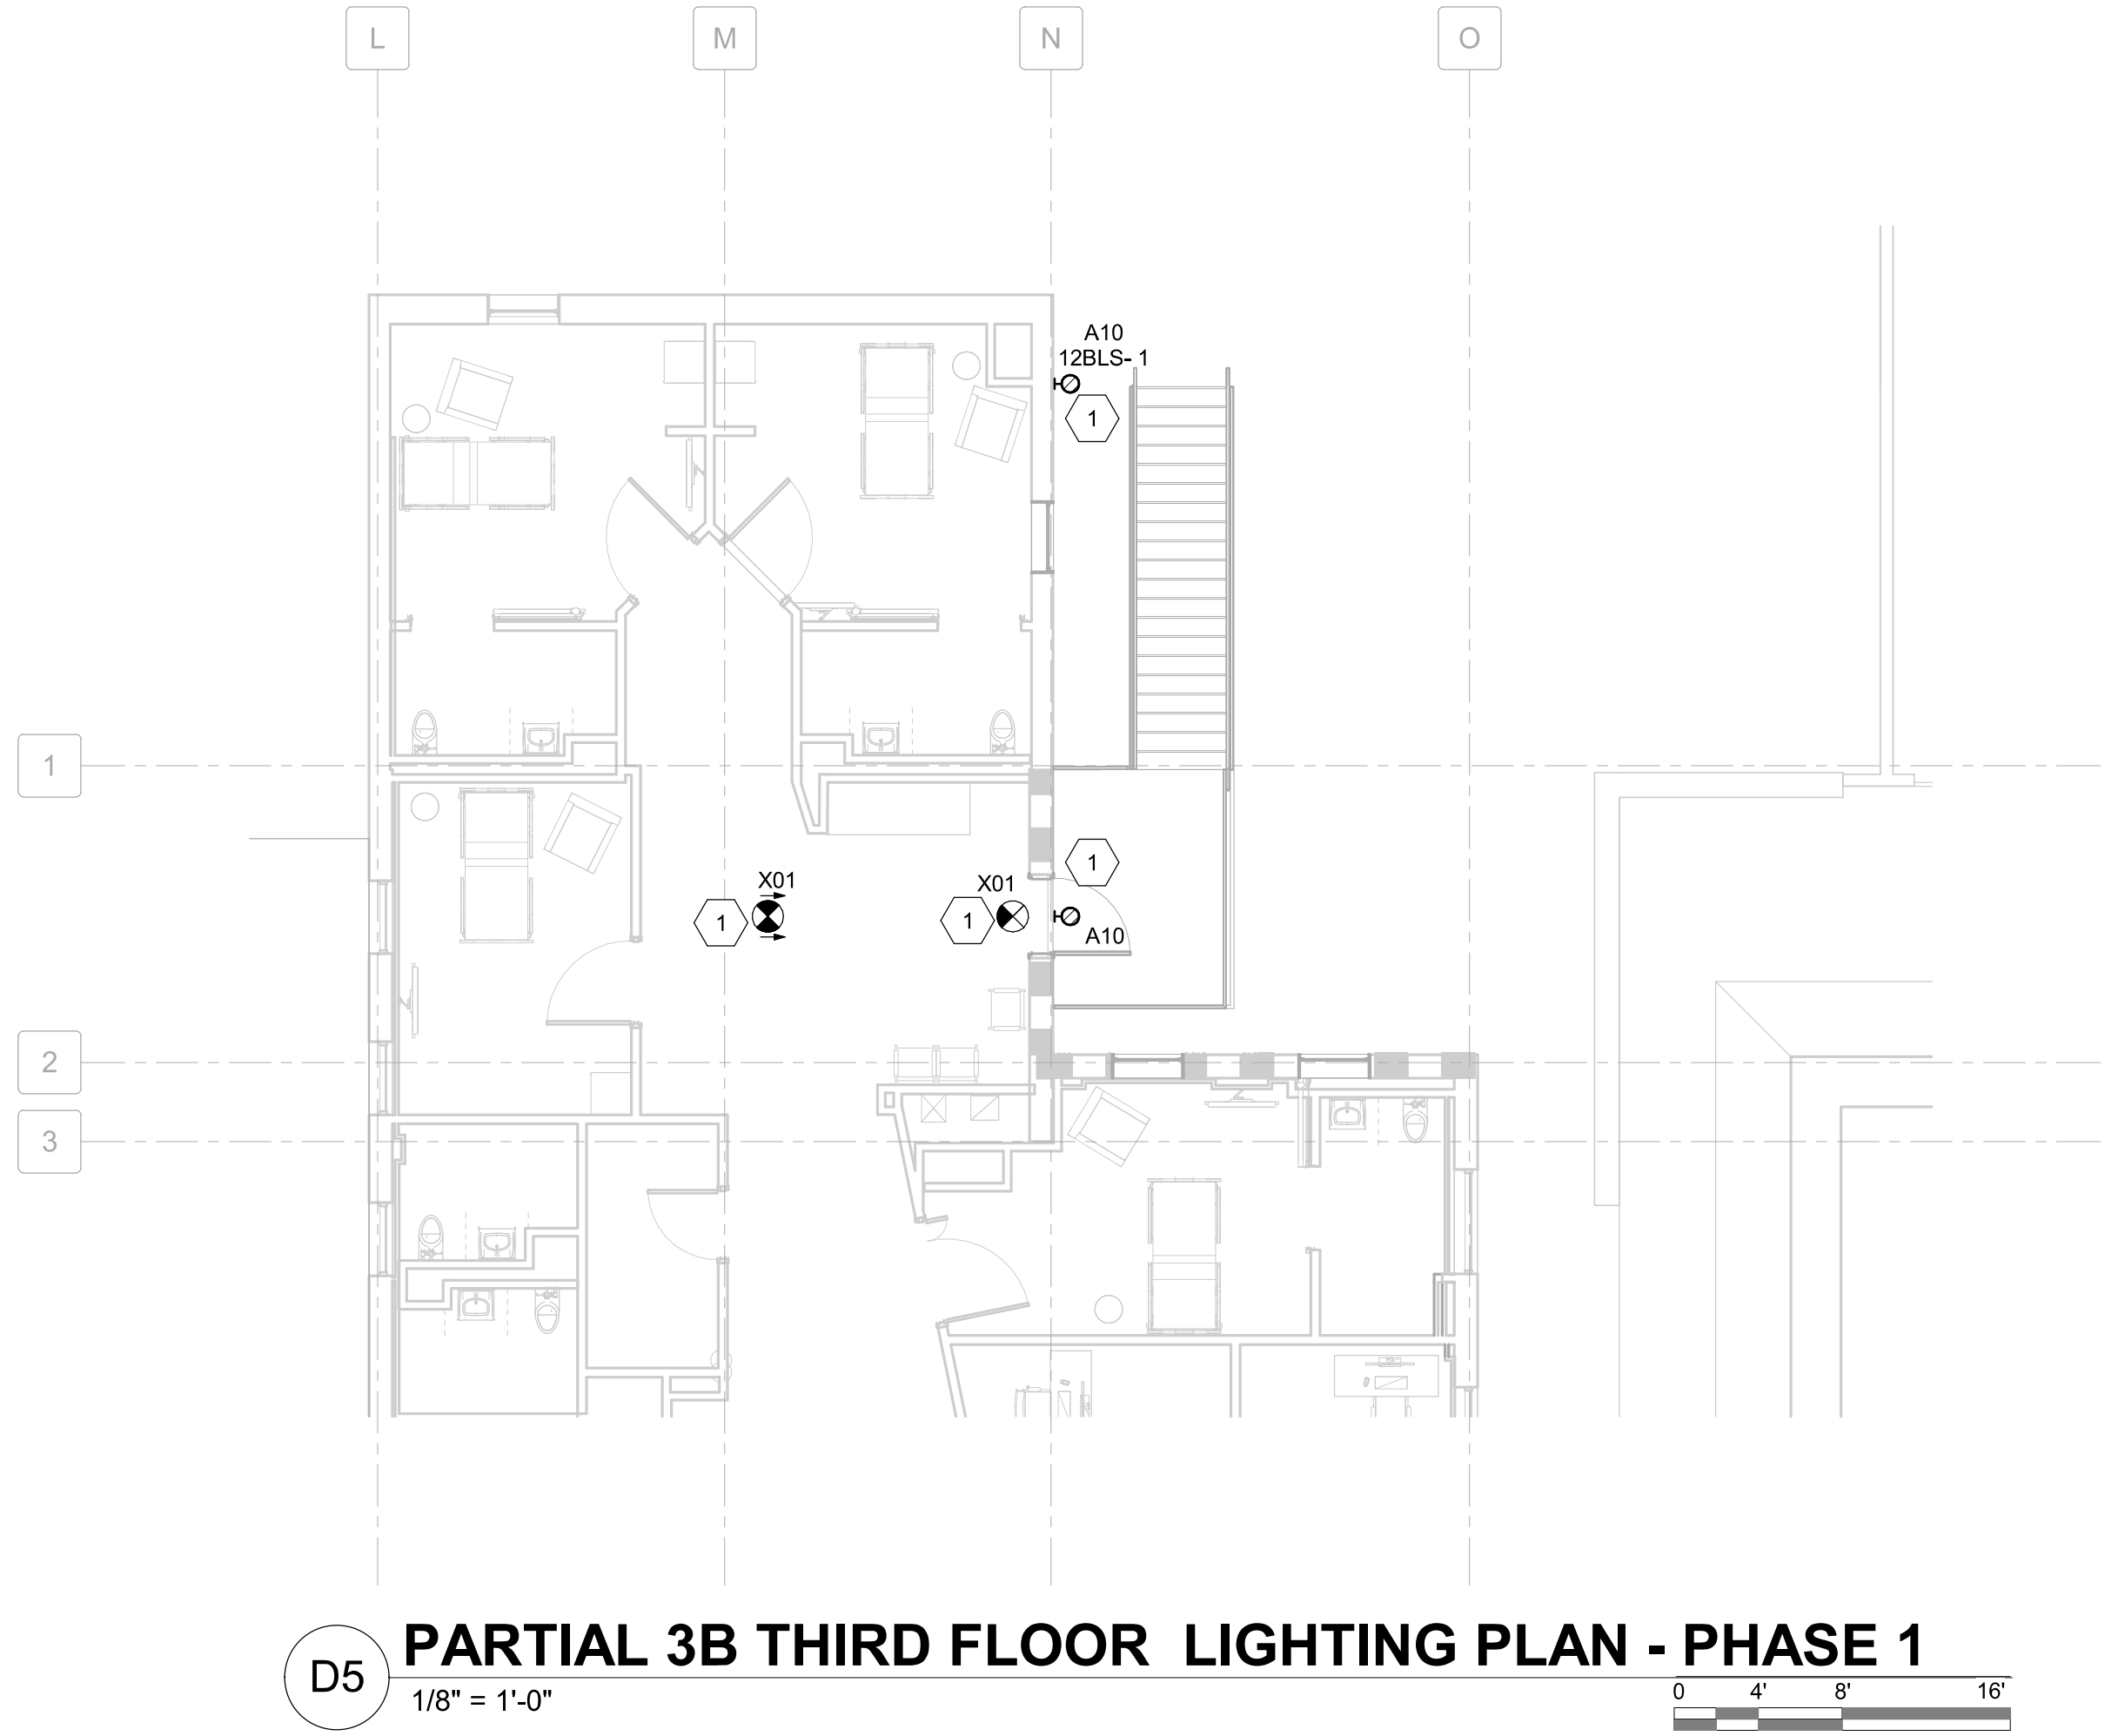 L M N O
A10
12BLS- 1
1
1
1
X01
X01
1
1
A10
2
3
D5
PARTIAL 3B THIRD FLOOR LIGHTING PLAN - PHASE 1
1/8" = 1'-0"
0 4' 8' 16'